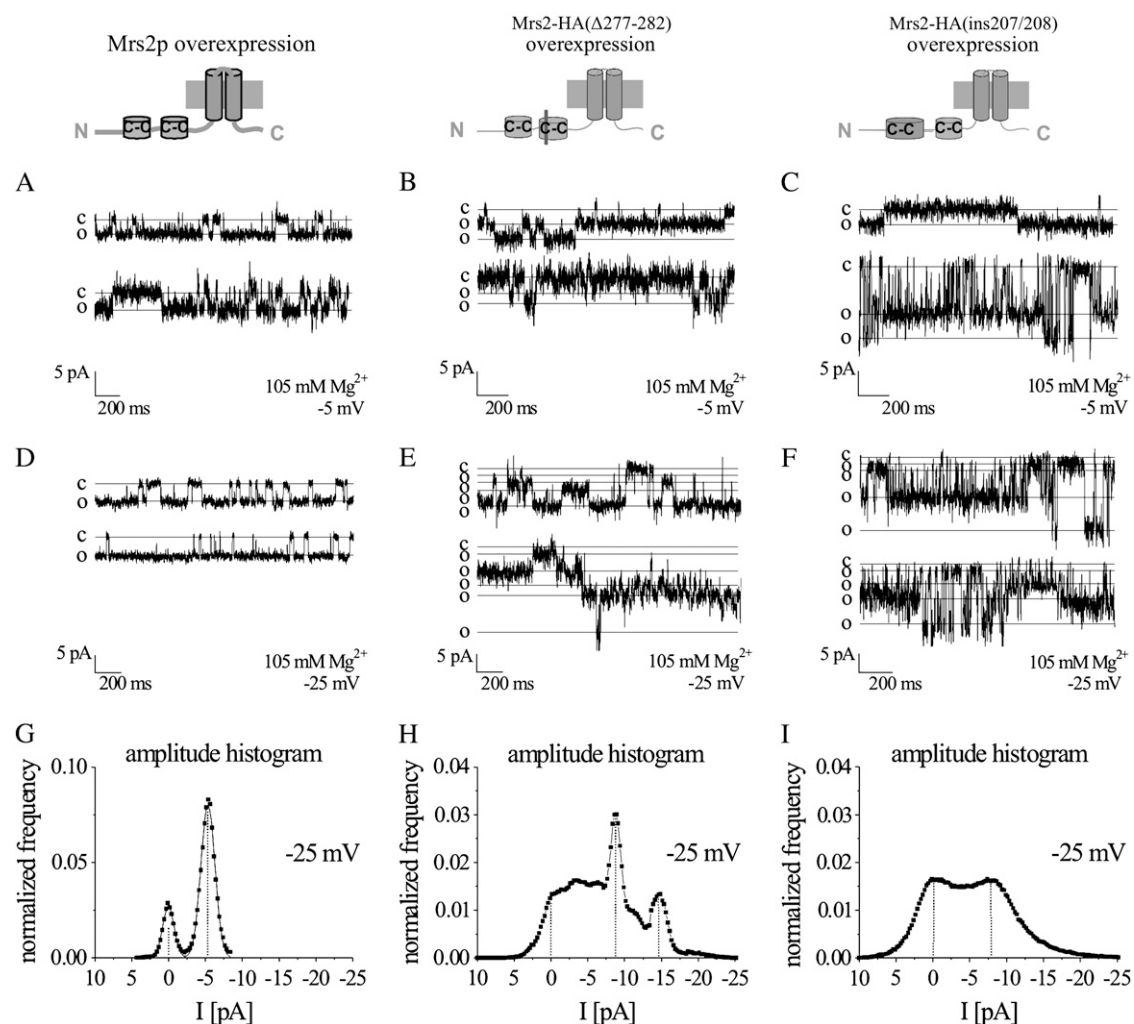 Mrs2p overexpression
Mrs2-HA(Δ277-282)
overexpression
Mrs2-HA(ins207/208)
overexpression
N C-C C-C C
N C-C C-C C
N C-C C-C C
A
c
o
c
o
5 pA
200 ms
105 mM Mg2+
-5 mV
B
c
o
o
c
o
o
5 pA
200 ms
105 mM Mg2+
-5 mV
C
c
o
c
o
o
5 pA
200 ms
105 mM Mg2+
-5 mV
D
c
o
c
o
5 pA
200 ms
105 mM Mg2+
-25 mV
E
c
o
o
o
o
c
o
o
o
o
o
5 pA
200 ms
105 mM Mg2+
-25 mV
F
c
o
o
o
o
c
o
o
o
o
5 pA
200 ms
105 mM Mg2+
-25 mV
G
amplitude histogram
normalized frequency
0.10
0.05
0.00
-25 mV
10 5 0 -5 -10 -15 -20 -25
I [pA]
H
amplitude histogram
normalized frequency
0.04
0.03
0.02
0.01
0.00
-25 mV
10 5 0 -5 -10 -15 -20 -25
I [pA]
I
amplitude histogram
normalized frequency
0.04
0.03
0.02
0.01
0.00
-25 mV
10 5 0 -5 -10 -15 -20 -25
I [pA]